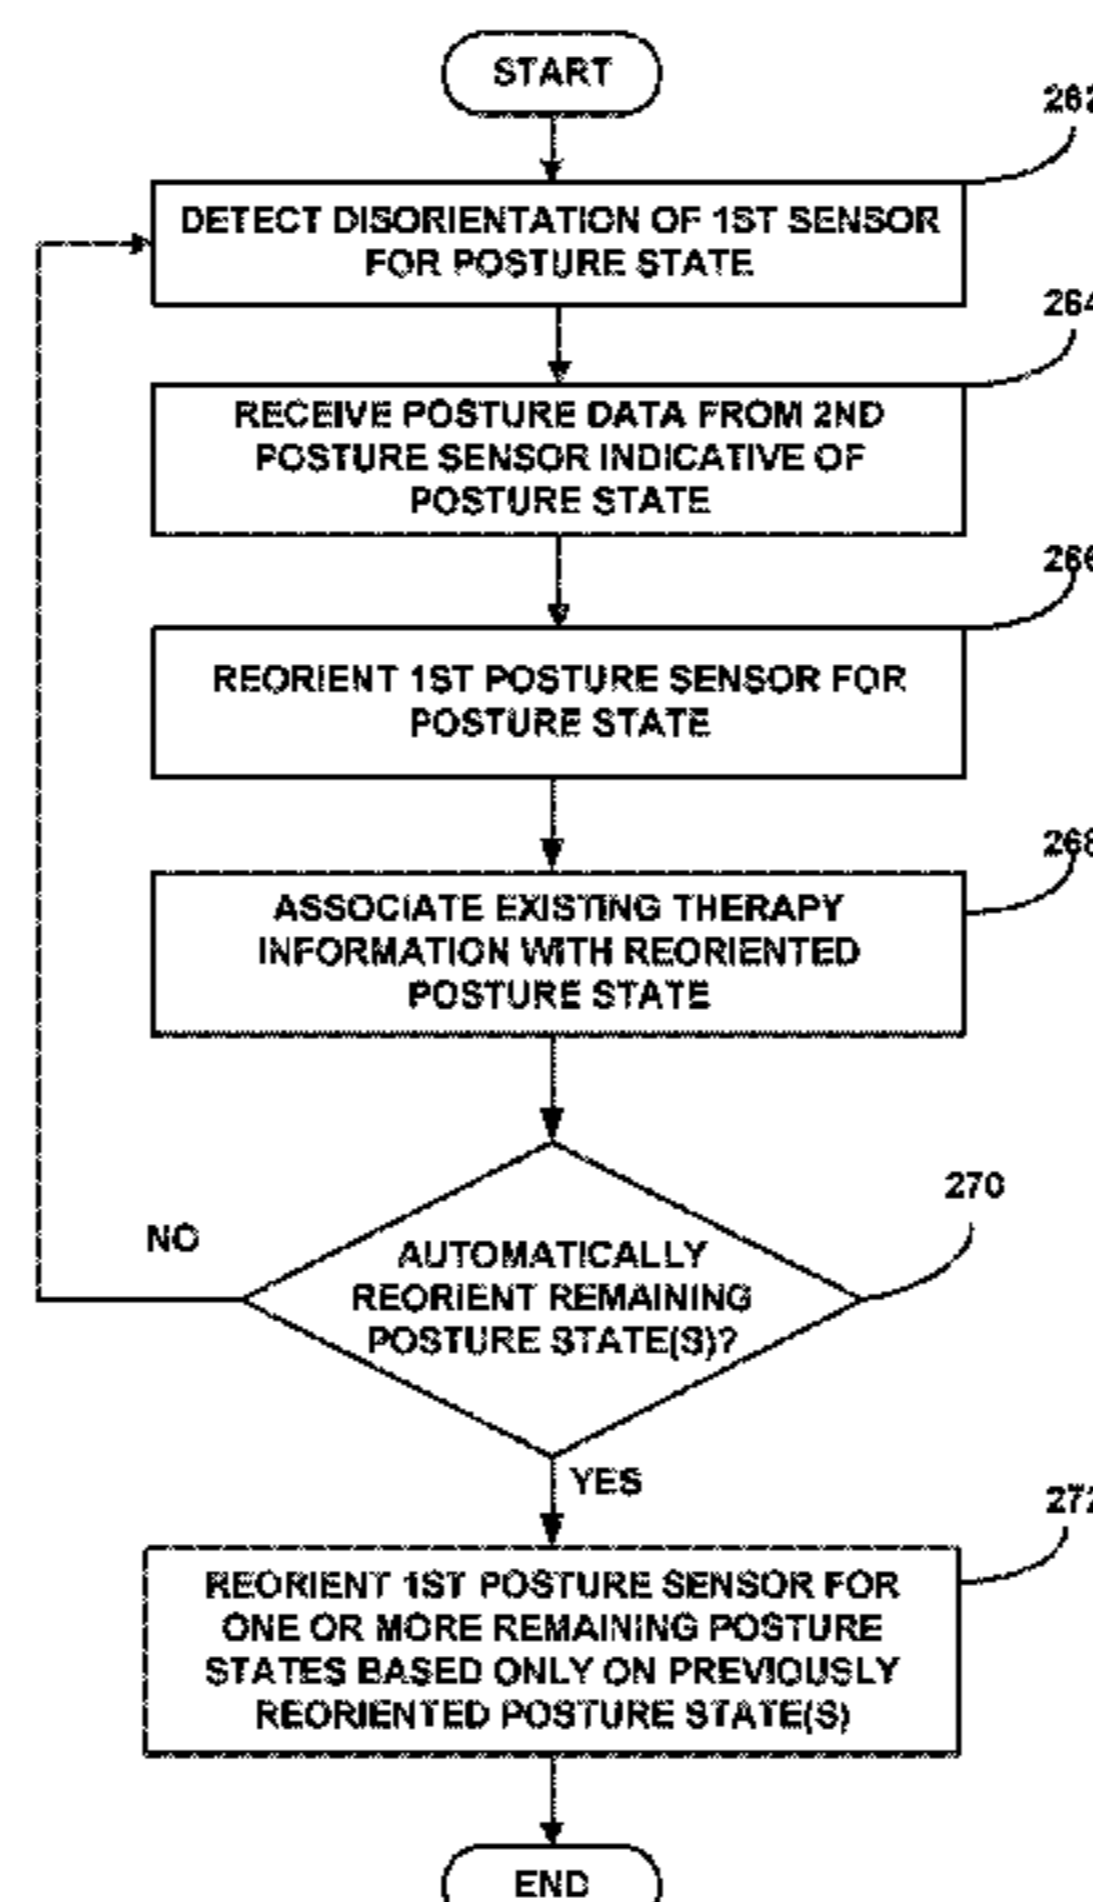 START
262
DETECT DISORIENTATION OF 1ST SENSOR
FOR POSTURE STATE
264
RECEIVE POSTURE DATA FROM 2ND
POSTURE SENSOR INDICATIVE OF
POSTURE STATE
266
REORIENT 1ST POSTURE SENSOR FOR
POSTURE STATE
268
ASSOCIATE EXISTING THERAPY
INFORMATION WITH REORIENTED
POSTURE STATE
270
NO
AUTOMATICALLY
REORIENT REMAINING
POSTURE STATE(S)?
YES
272
REORIENT 1ST POSTURE SENSOR FOR
ONE OR MORE REMAINING POSTURE
STATES BASED ONLY ON PREVIOUSLY
REORIENTED POSTURE STATE(S)
END